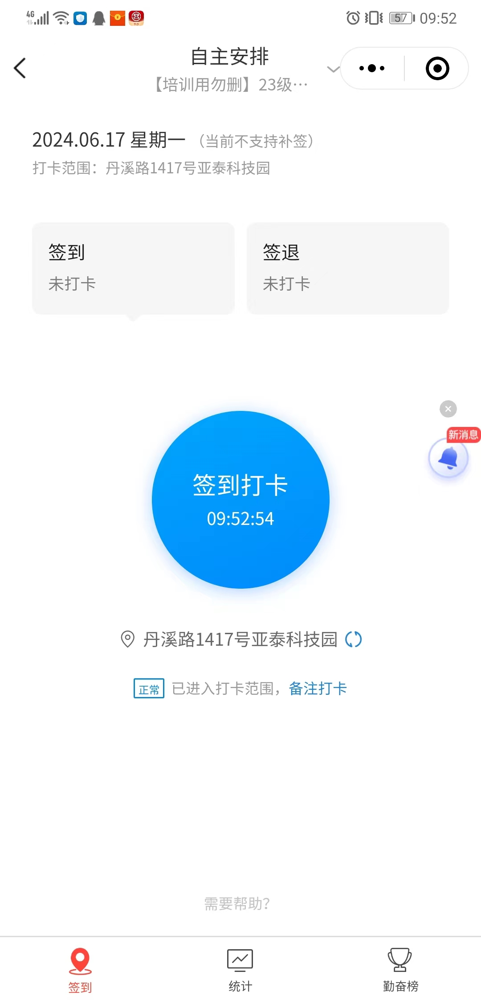 4G
57
09:52
自主安排
【培训用勿删】23级···
2024.06.17 星期一 （当前不支持补签）
打卡范围：丹溪路1417号亚泰科技园
签到
未打卡
签退
未打卡
新消息
签到打卡
09:52:54
丹溪路1417号亚泰科技园
正常 已进入打卡范围，备注打卡
需要帮助？
签到
统计
勤奋榜